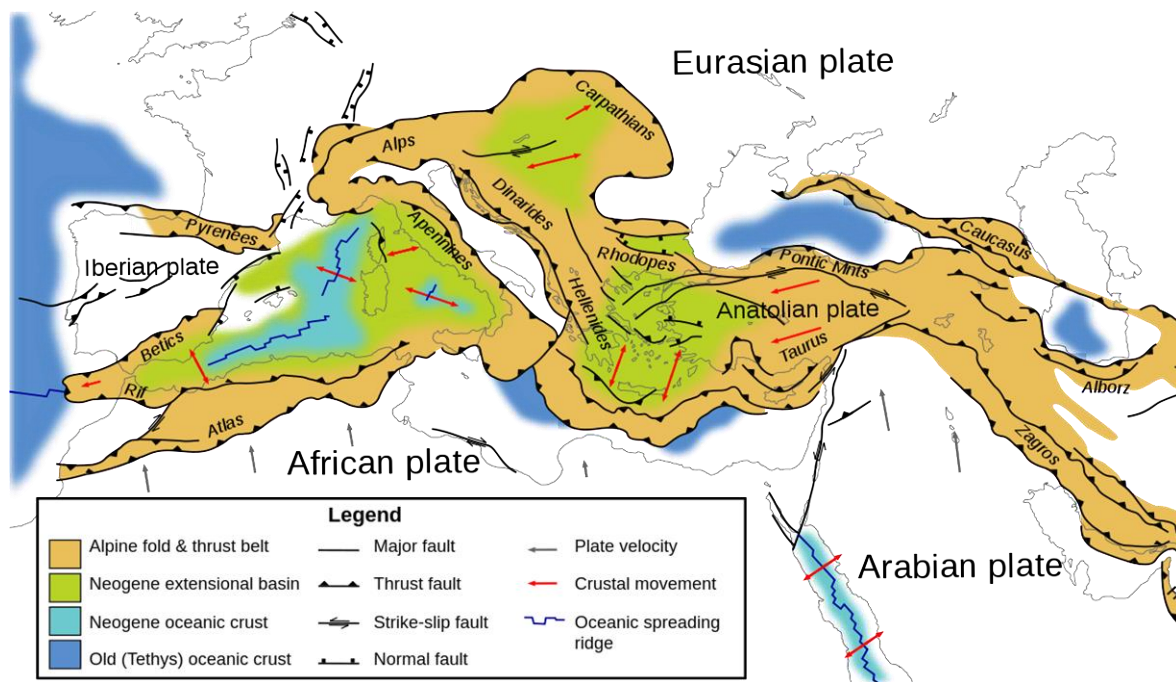 Eurasian plate
Carpathians
Alps
Dinarides
Pyrenees
Apennines
Iberian plate
Rhodopes
Pontic Mnts
Caucasus
Hellenides
Anatolian plate
Betics
Taurus
Rif
Alborz
Atlas
Zagros
African plate
Arabian plate
Legend
Alpine fold & thrust belt
Major fault
Plate velocity
Neogene extensional basin
Thrust fault
Crustal movement
Neogene oceanic crust
Strike-slip fault
Oceanic spreading
ridge
Old (Tethys) oceanic crust
Normal fault